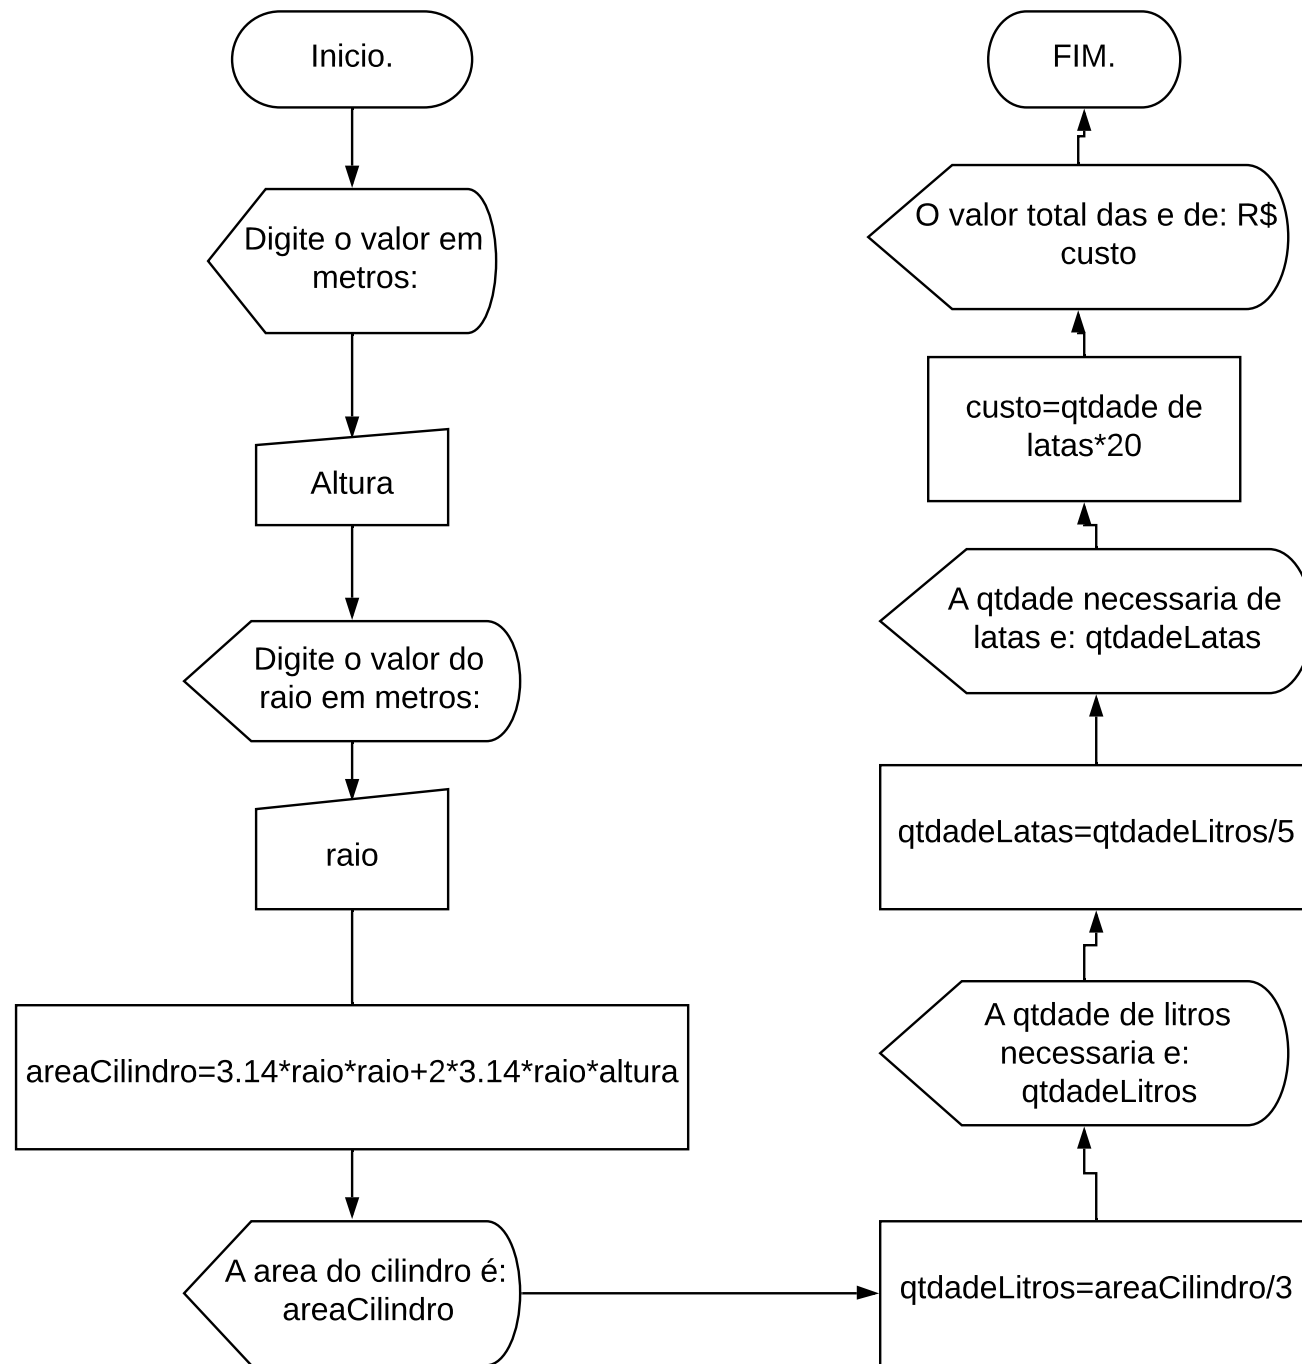 Inicio.
Digite o valor em
metros:
Altura
Digite o valor do
raio em metros:
raio
areaCilindro=3.14*raio*raio+2*3.14*raio*altura
A area do cilindro é:
areaCilindro
qtdadeLitros=areaCilindro/3
A qtdade de litros
necessaria e:
qtdadeLitros
qtdadeLatas=qtdadeLitros/5
A qtdade necessaria de
latas e: qtdadeLatas
custo=qtdade de
latas*20
O valor total das e de: R$
custo
FIM.